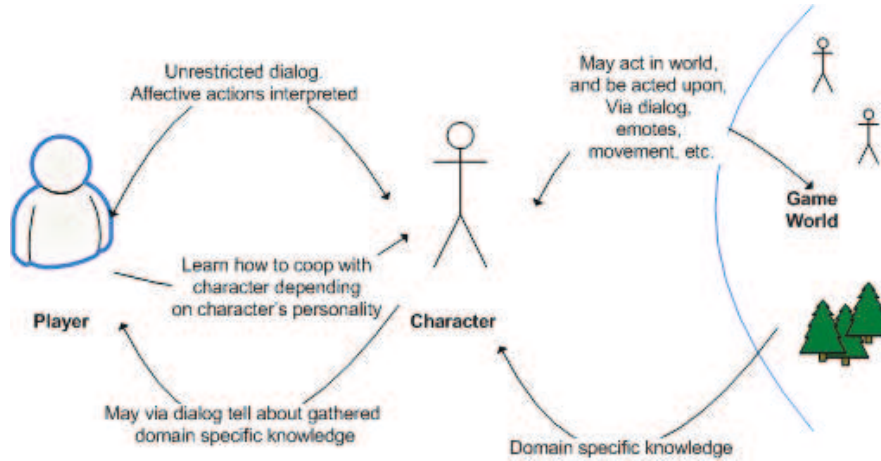 Unrestricted dialog.
Affective actions interpreted
May act in world,
and be acted upon,
Via dialog,
emotes,
movement, etc.
Game
World
Learn how to coop with
character depending
on character's personality
Player
Character
May via dialog tell about gathered
domain specific knowledge
Domain specific knowledge